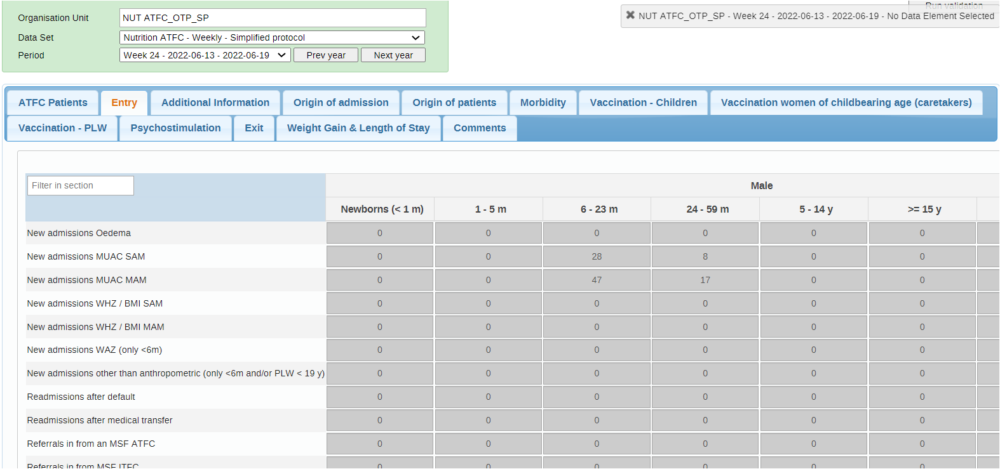 Organisation Unit NUT ATFC_OTP_SP
Data Set Nutrition ATFC - Weekly - Simplified protocol
Period Week 24 - 2022-06-13 - 2022-06-19 Prev year Next year
Run validation
NUT ATFC_OTP_SP - Week 24 - 2022-06-13 - 2022-06-19 - No Data Element Selected
ATFC Patients Entry Additional Information Origin of admission Origin of patients Morbidity Vaccination - Children Vaccination women of childbearing age (caretakers)
Vaccination - PLW Psychostimulation Exit Weight Gain & Length of Stay Comments
Filter in section
Male
Newborns (< 1 m) 1 - 5 m 6 - 23 m 24 - 59 m 5 - 14 y >= 15 y
New admissions Oedema 0 0 0 0 0 0
New admissions MUAC SAM 0 0 28 8 0 0
New admissions MUAC MAM 0 0 47 17 0 0
New admissions WHZ / BMI SAM 0 0 0 0 0 0
New admissions WHZ / BMI MAM 0 0 0 0 0 0
New admissions WAZ (only <6m) 0 0 0 0 0 0
New admissions other than anthropometric (only <6m and/or PLW < 19 y) 0 0 0 0 0 0
Readmissions after default 0 0 0 0 0 0
Readmissions after medical transfer 0 0 0 0 0 0
Referrals in from an MSF ATFC 0 0 0 0 0 0
Referrals in from MSF ITFC 0 0 0 0 0 0